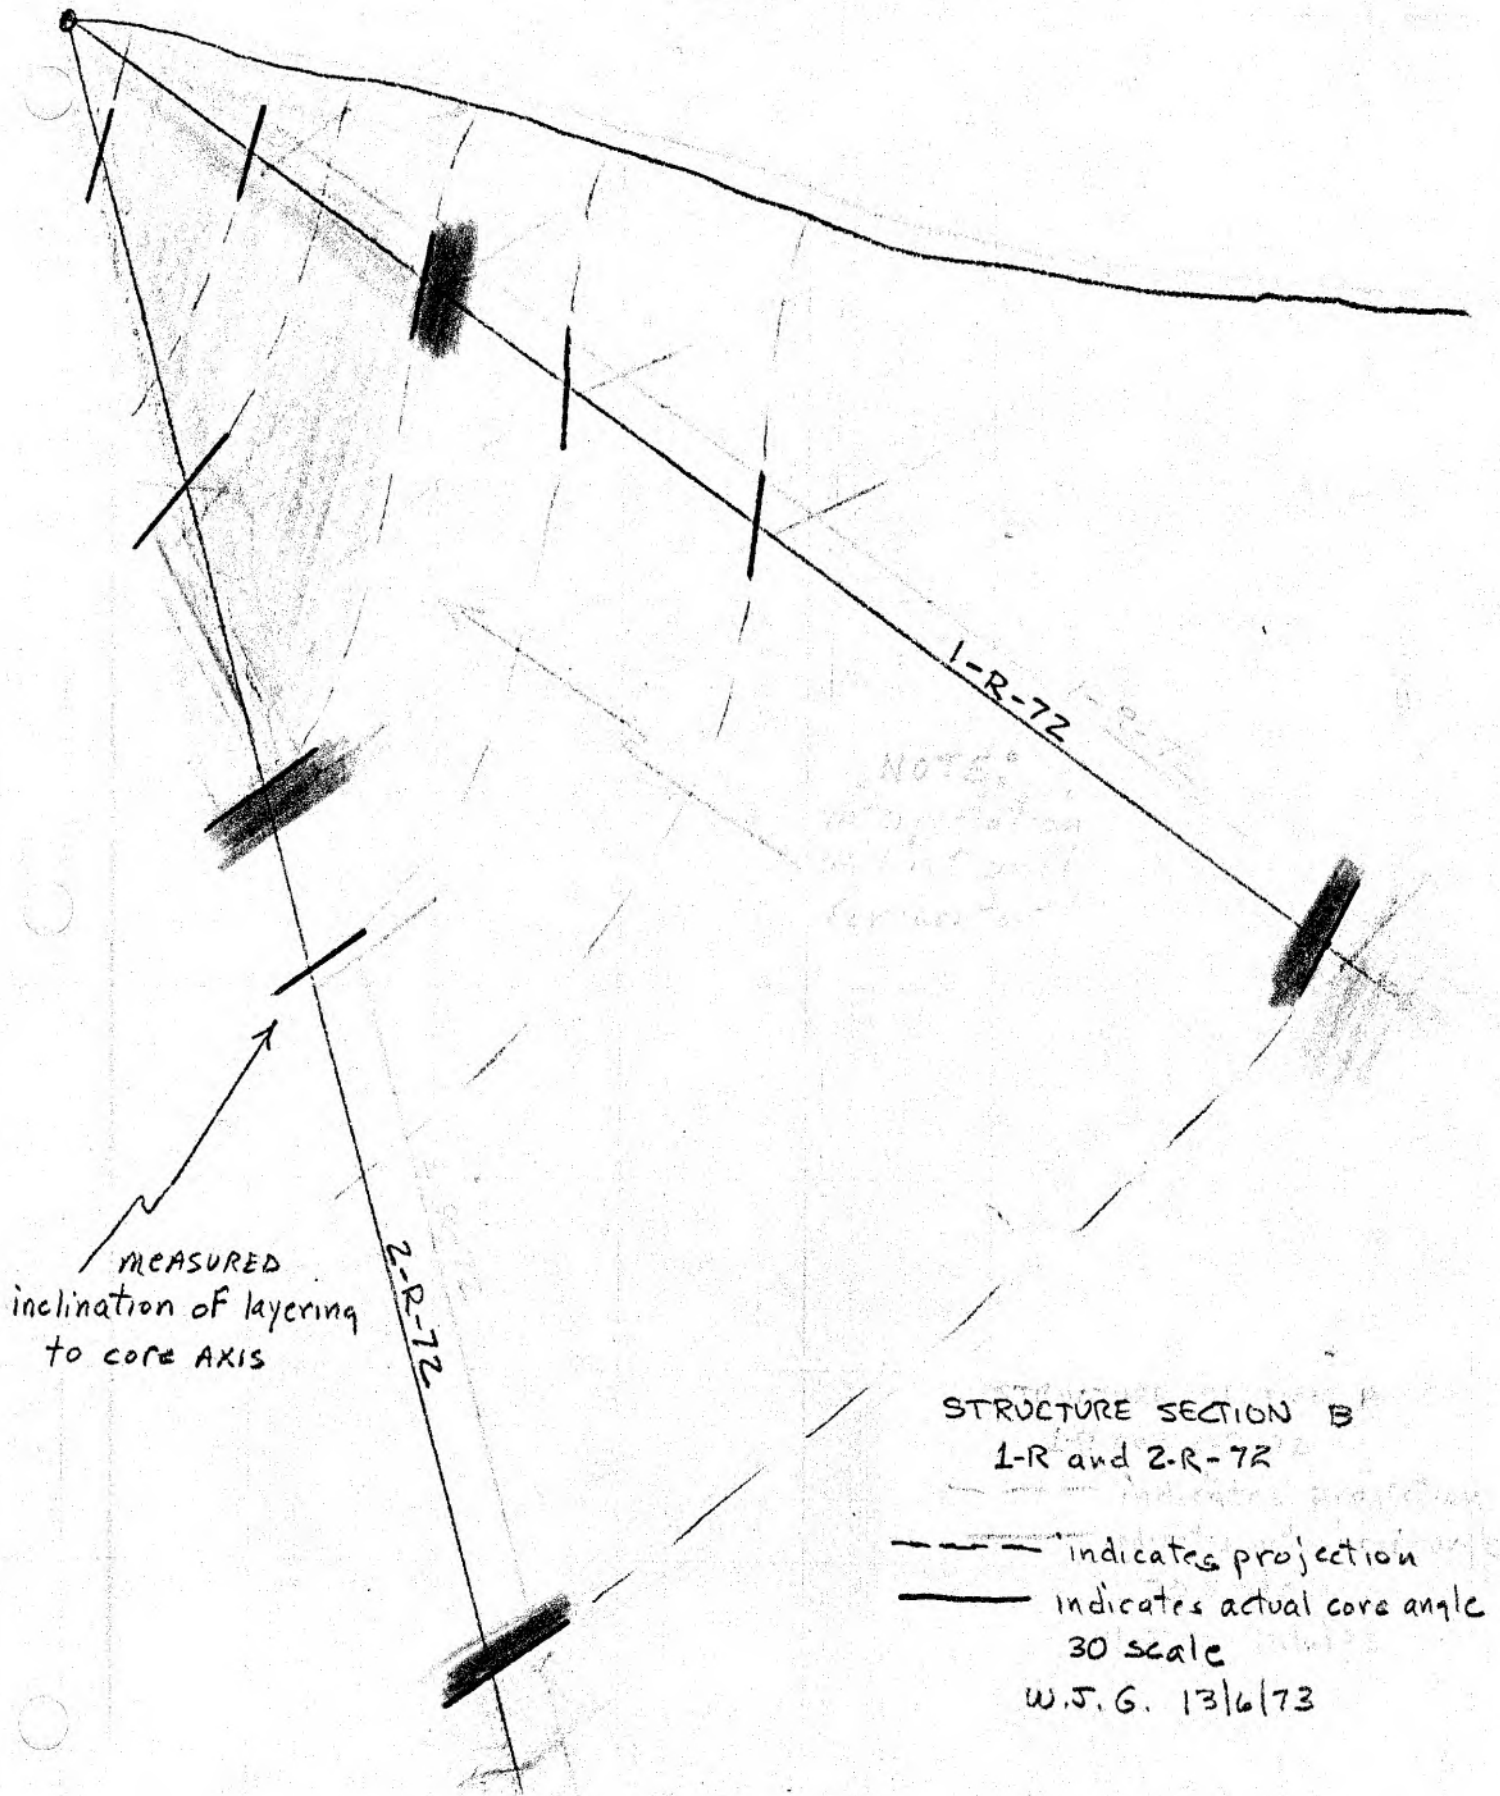 1-R-72
NOTE:
MEASURED
inclination of layering
to core AXIS
2-R-72
STRUCTURE SECTION B
1-R and 2-R-72
indicates projection
indicates actual core angle
30 scale
W.J.G. 13/6/73